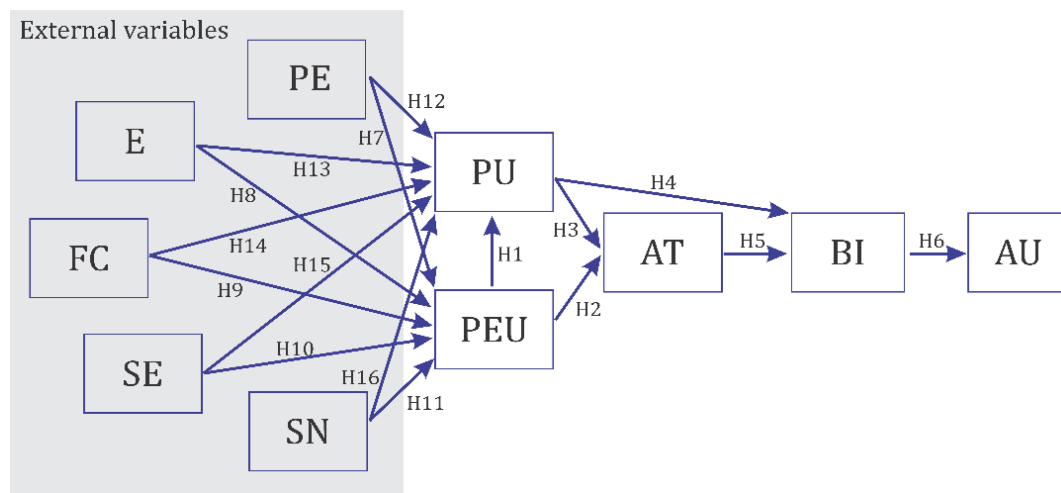 External variables
PE
E
FC
SE
SN
PU
PEU
AT
BI
AU
H12
H7
H13
H8
H14
H15
H9
H10
H16
H11
H1
H3
H2
H4
H5
H6